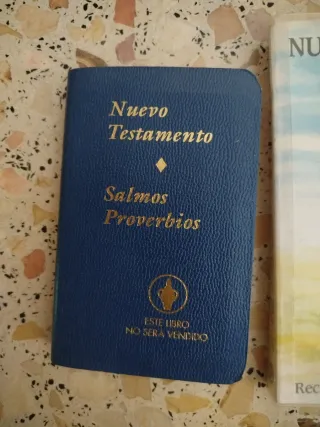 Nuevo
Testamento
Salmos
Proverbios
ESTE LIBRO
NO SERÁ VENDIDO
NU
Rec